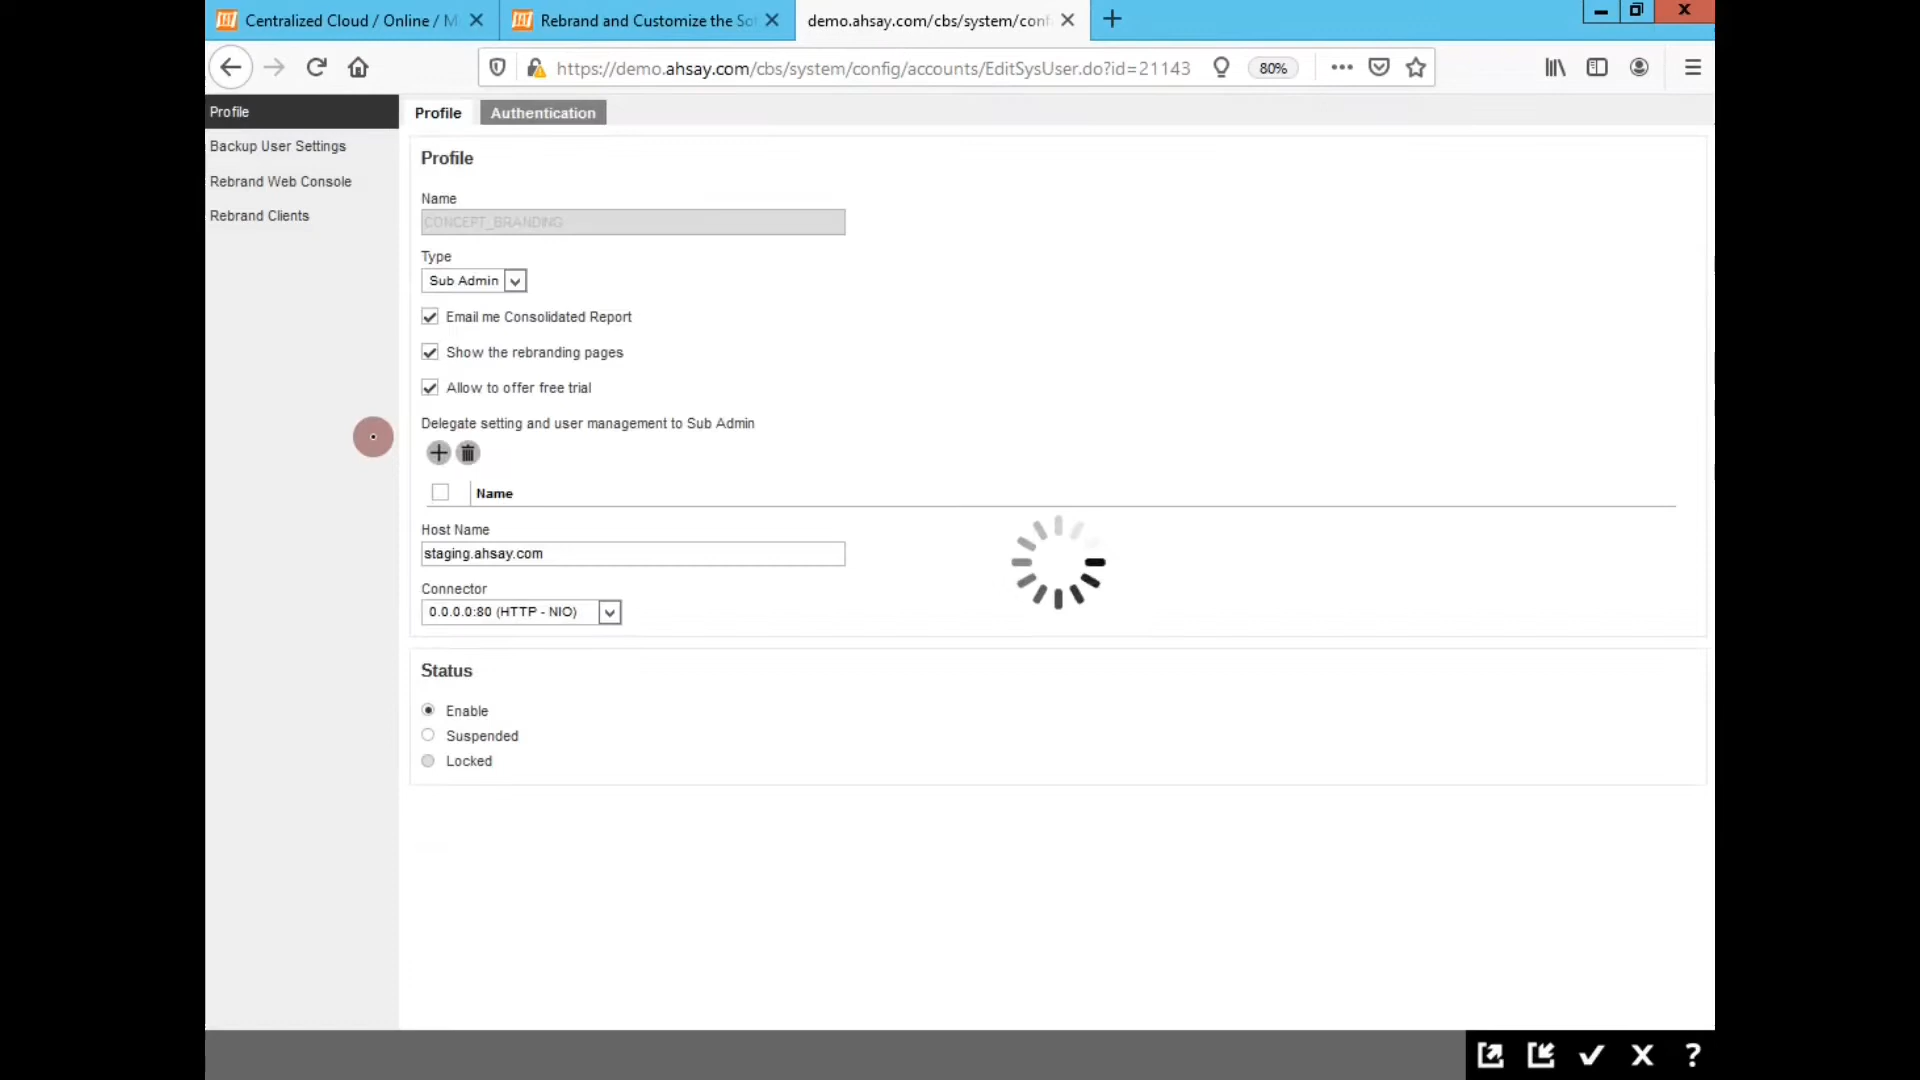 Centralized Cloud / Online / M
Rebrand and Customize the So
demo.ahsay.com/cbs/system/conf
https://demo.ahsay.com/cbs/system/config/accounts/EditSysUser.do?id=21143
80%
Profile
Backup User Settings
Rebrand Web Console
Rebrand Clients
Profile
Authentication
Profile
Name
CONCEPT_BRANDING
Type
Sub Admin
Email me Consolidated Report
Show the rebranding pages
Allow to offer free trial
Delegate setting and user management to Sub Admin
Name
Host Name
staging.ahsay.com
Connector
0.0.0.0:80 (HTTP - NIO)
Status
Enable
Suspended
Locked